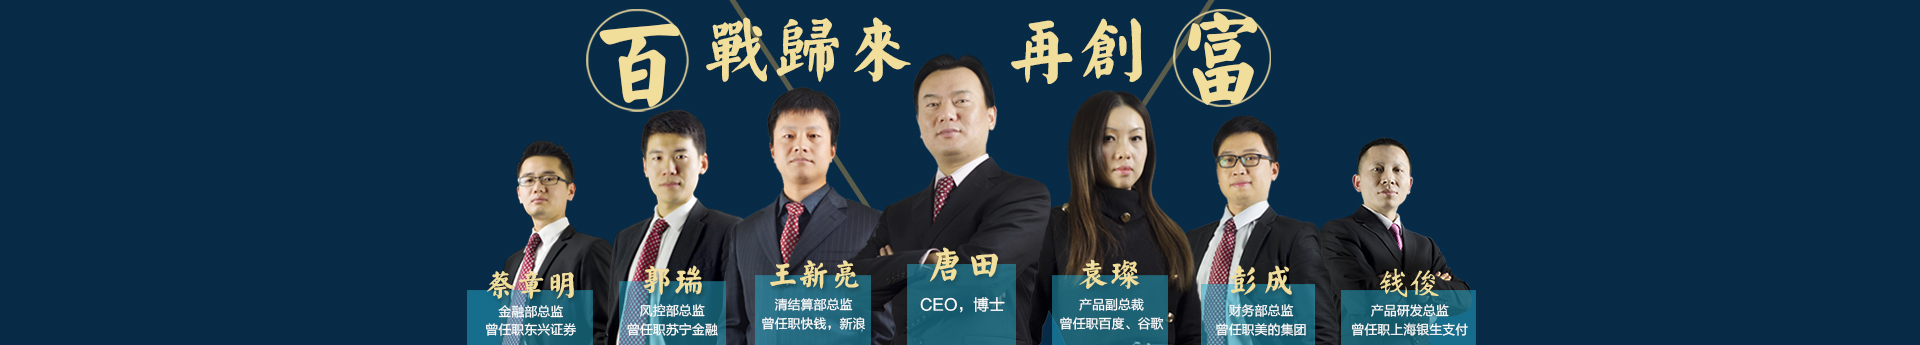 百戰歸來 再創富
蔡章明
金融部总监
曾任职东兴证券
郭瑞
风控部总监
曾任职苏宁金融
王新亮
清结算部总监
曾任职快钱，新浪
唐田
CEO，博士
袁璨
产品副总裁
曾任职百度、谷歌
彭成
财务部总监
曾任职美的集团
钱俊
产品研发总监
曾任职上海银生支付